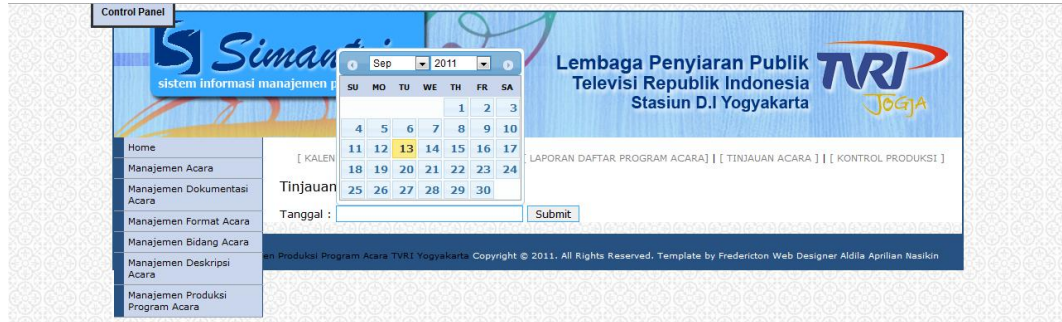 Control Panel
Siman
sistem informasi manajemen p
Lembaga Penyiaran Publik
Televisi Republik Indonesia
Stasiun D.I Yogyakarta
TVRI
JOGJA
Sep 2011
SU MO TU WE TH FR SA
1 2 3
4 5 6 7 8 9 10
11 12 13 14 15 16 17
18 19 20 21 22 23 24
25 26 27 28 29 30
Home
Manajemen Acara
Manajemen Dokumentasi
Acara
Manajemen Format Acara
Manajemen Bidang Acara
Manajemen Deskripsi
Acara
Manajemen Produksi
Program Acara
[ KALEN
[ LAPORAN DAFTAR PROGRAM ACARA] | [ TINJAUAN ACARA ] | [ KONTROL PRODUKSI ]
Tinjauan
Tanggal : Submit
en Produksi Program Acara TVRI Yogyakarta Copyright © 2011. All Rights Reserved. Template by Fredericton Web Designer Aldila Aprilian Nasikin